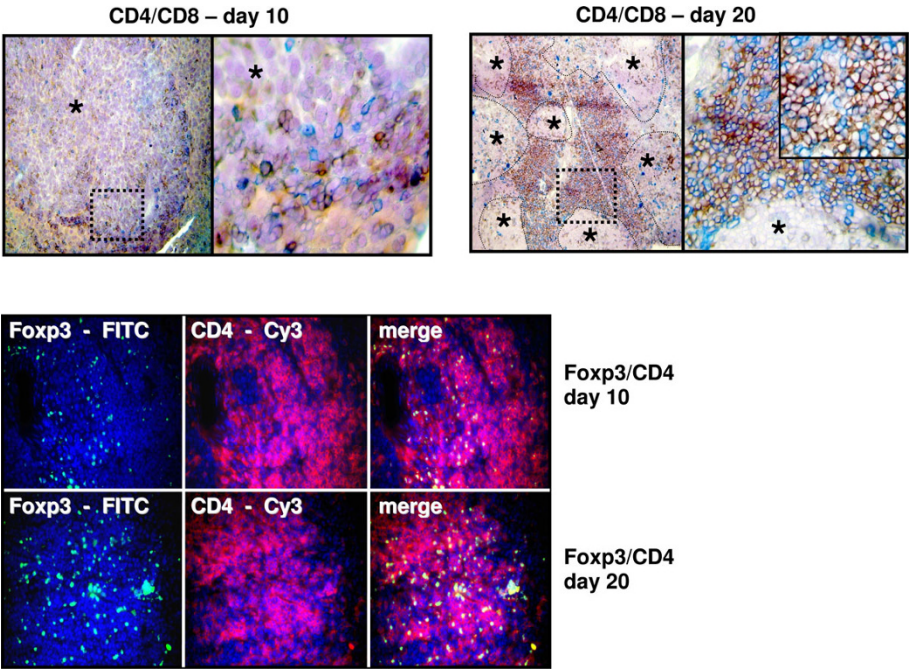 CD4/CD8 – day 10
CD4/CD8 – day 20
*
*
*
*
*
*
*
*
*
*
Foxp3 - FITC
CD4 - Cy3
merge
Foxp3/CD4
day 10
Foxp3 - FITC
CD4 - Cy3
merge
Foxp3/CD4
day 20